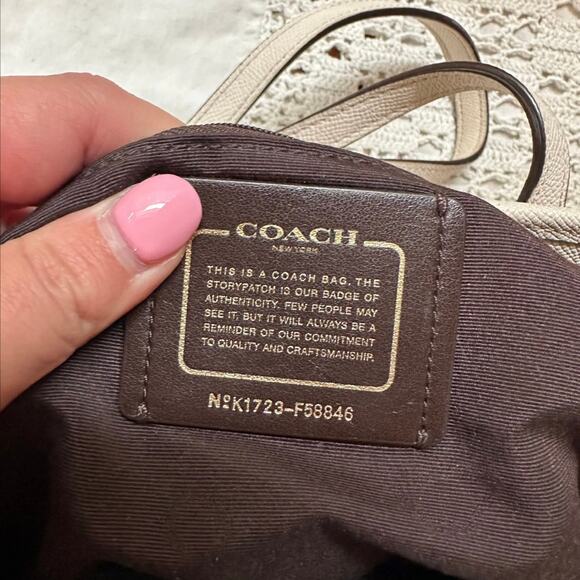 COACH
NEW YORK
THIS IS A COACH BAG. THE
STORYPATCH IS OUR BADGE OF
AUTHENTICITY. FEW PEOPLE MAY
SEE IT, BUT IT WILL ALWAYS BE A
REMINDER OF OUR COMMITMENT
TO QUALITY AND CRAFTSMANSHIP.
NºK1723-F58846